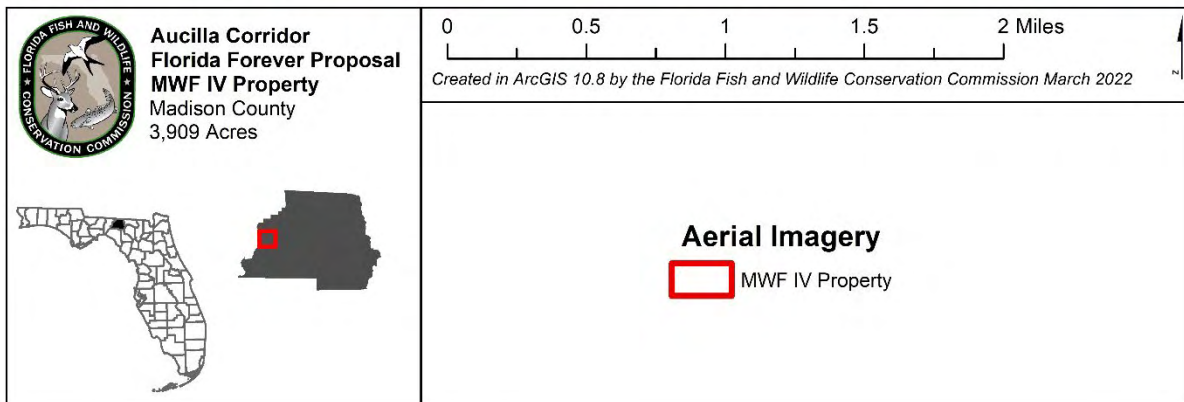 FLORIDA FISH AND WILDLIFE
CONSERVATION COMMISSION
Aucilla Corridor
Florida Forever Proposal
MWF IV Property
Madison County
3,909 Acres
0 0.5 1 2 Miles
Created in ArcGIS 10.8 by the Florida Fish and Wildlife Conservation Commission March 2022
z
Aerial Imagery
MWF IV Property